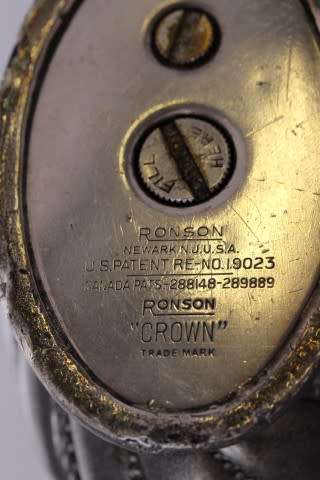 FILL HERE
RONSON
NEWARK N.J.U.S.A.
U.S.PATENT RE-NO.19023
CANADA PATS-288148-289889
RONSON
"CROWN"
TRADE MARK